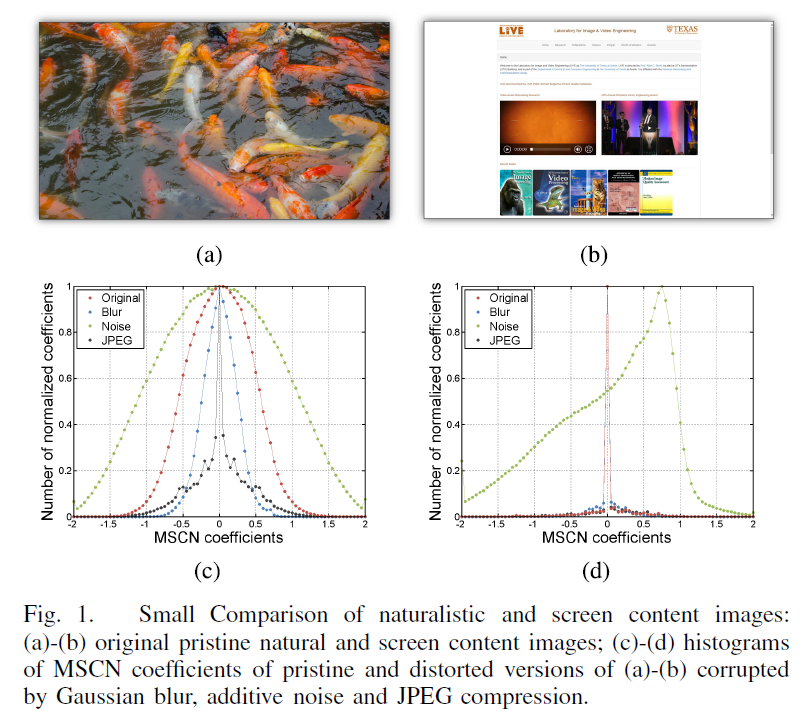 LIVE
Laboratory for Image & Video Engineering
TEXAS
(a)
(b)
Number of normalized coefficients
1
0.8
0.6
0.4
0.2
0
Original
Blur
Noise
JPEG
-2 -1.5 -1 -0.5 0 0.5 1 1.5 2
MSCN coefficients
(c)
Number of normalized coefficients
1
0.8
0.6
0.4
0.2
0
Original
Blur
Noise
JPEG
-2 -1.5 -1 -0.5 0 0.5 1 1.5 2
MSCN coefficients
(d)
Fig. 1. Small Comparison of naturalistic and screen content images:
(a)-(b) original pristine natural and screen content images; (c)-(d) histograms
of MSCN coefficients of pristine and distorted versions of (a)-(b) corrupted
by Gaussian blur, additive noise and JPEG compression.